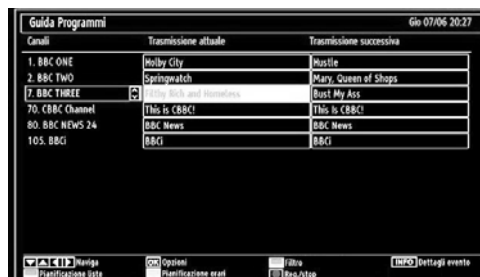 Guida Programmi Gio 07/06 20:27
Canali Trasmissione attuale Trasmissione successiva
1. BBC ONE Holby City Hustle
2. BBC TWO Springwatch Mary, Queen of Shops
7. BBC THREE Filthy Rich and Homeless Bust My Ass
70. CBBC Channel This is CBBC! This Is CBBC!
80. BBC NEWS 24 BBC News BBC News
105. BBCi BBCi BBCi
Naviga OK Opzioni Filtro INFO Dettagli evento
Pianificazione liste Pianificazione orari Reg./stop